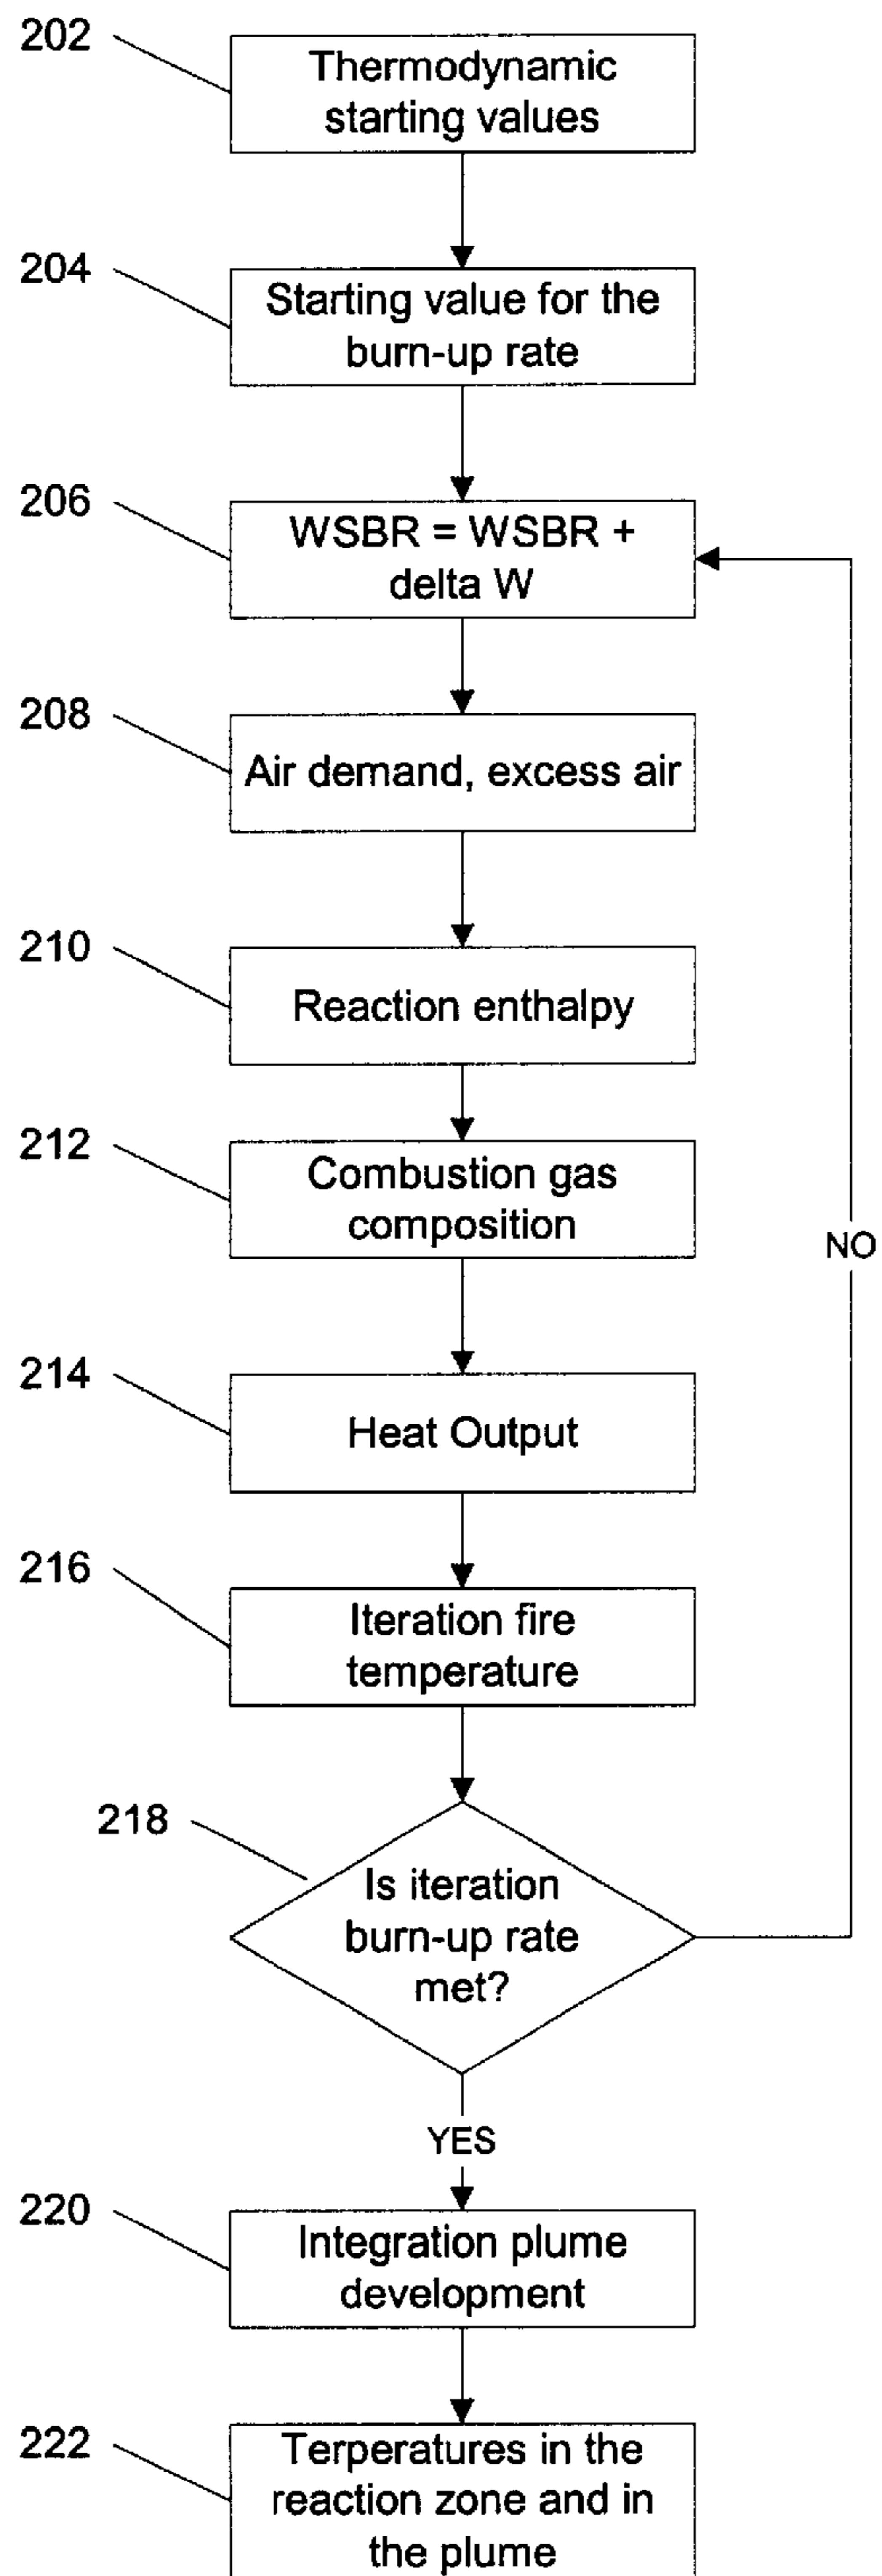 202
Thermodynamic
starting values
204
Starting value for the
burn-up rate
206
WSBR = WSBR +
delta W
208
Air demand, excess air
210
Reaction enthalpy
212
Combustion gas
composition
NO
214
Heat Output
216
Iteration fire
temperature
218
Is iteration
burn-up rate
met?
YES
220
Integration plume
development
222
Terperatures in the
reaction zone and in
the plume